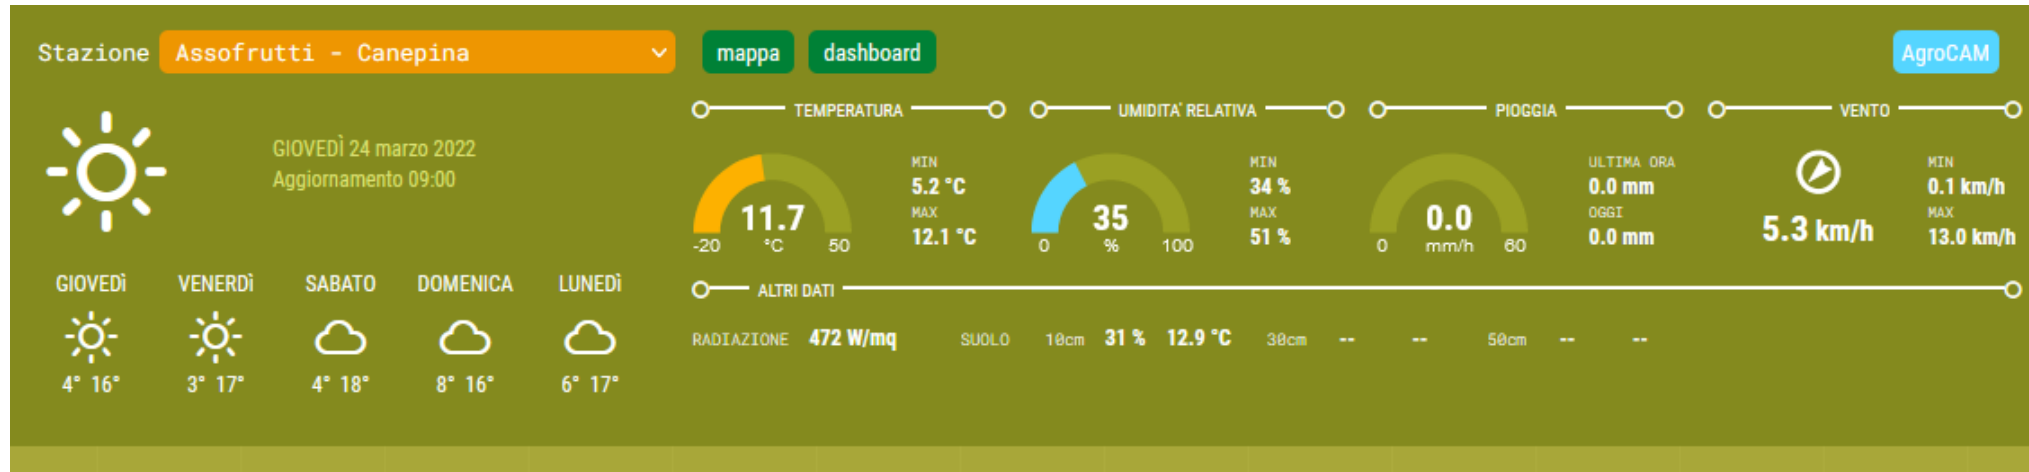 Stazione Assofrutti - Canepina mappa dashboard AgroCAM
GIOVEDÌ 24 marzo 2022
Aggiornamento 09:00
GIOVEDì VENERDì SABATO DOMENICA LUNEDì
4° 16° 3° 17° 4° 18° 8° 16° 6° 17°
TEMPERATURA
11.7
-20 °C 50
MIN
5.2 °C
MAX
12.1 °C
UMIDITA' RELATIVA
35
0 % 100
MIN
34 %
MAX
51 %
PIOGGIA
0.0
0 mm/h 60
ULTIMA ORA
0.0 mm
OGGI
0.0 mm
VENTO
5.3 km/h
MIN
0.1 km/h
MAX
13.0 km/h
ALTRI DATI
RADIAZIONE 472 W/mq SUOLO 10cm 31 % 12.9 °C 30cm -- -- 50cm -- --